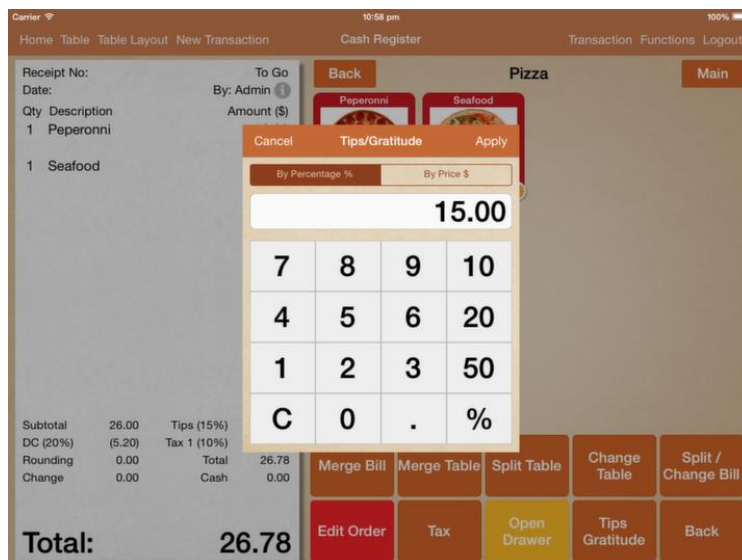 Carrier 10:58 pm 100%
Home Table Table Layout New Transaction Cash Register Transaction Functions Logout
Receipt No: To Go
Date: By: Admin i
Qty Description Amount ($)
1 Peperonni
1 Seafood
Subtotal 26.00 Tips (15%)
DC (20%) (5.20) Tax 1 (10%)
Rounding 0.00 Total 26.78
Change 0.00 Cash 0.00
Total: 26.78
Back Pizza Main
Peperonni Seafood
Cancel Tips/Gratitude Apply
By Percentage % By Price $
15.00
7 8 9 10
4 5 6 20
1 2 3 50
C 0 . %
Merge Bill Merge Table Split Table Change Table Split / Change Bill
Edit Order Tax Open Drawer Tips Gratitude Back